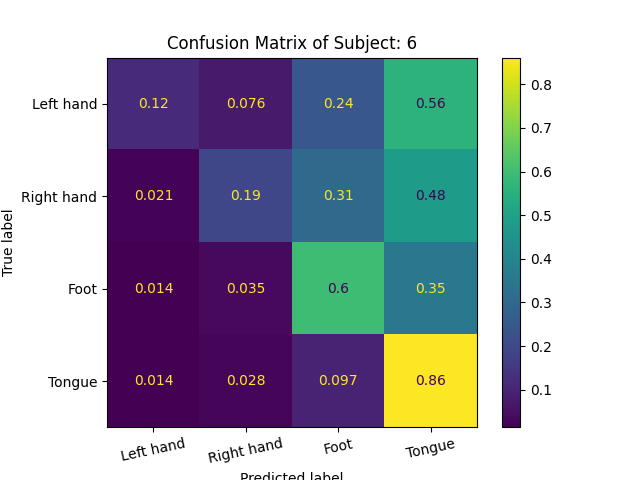 Confusion Matrix of Subject: 6
True label
Left hand 0.12 0.076 0.24 0.56
Right hand 0.021 0.19 0.31 0.48
Foot 0.014 0.035 0.6 0.35
Tongue 0.014 0.028 0.097 0.86
Left hand Right hand Foot Tongue
Predicted label
0.8
0.7
0.6
0.5
0.4
0.3
0.2
0.1